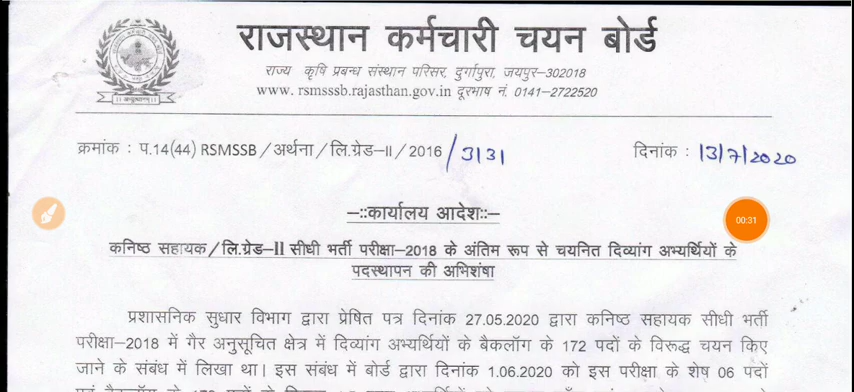 राजस्थान कर्मचारी चयन बोर्ड
राज्य कृषि प्रबन्ध संस्थान परिसर, दुर्गापुरा, जयपुर–302018
www. rsmsssb.rajasthan.gov.in दूरभाष नं. 0141–2722520
क्रमांक : प.14(44) RSMSSB / अर्थना / लि.ग्रेड–II / 2016 / 3131 दिनांक : 13/7/2020
–::कार्यालय आदेश::–
00:31
कनिष्ठ सहायक/लि.ग्रेड–II सीधी भर्ती परीक्षा–2018 के अंतिम रूप से चयनित दिव्यांग अभ्यर्थियों के
पदस्थापन की अभिशंषा
प्रशासनिक सुधार विभाग द्वारा प्रेषित पत्र दिनांक 27.05.2020 द्वारा कनिष्ठ सहायक सीधी भर्ती
परीक्षा–2018 में गैर अनुसूचित क्षेत्र में दिव्यांग अभ्यर्थियों के बैकलॉग के 172 पदों के विरूद्ध चयन किए
जाने के संबंध में लिखा था। इस संबंध में बोर्ड द्वारा दिनांक 1.06.2020 को इस परीक्षा के शेष 06 पदों